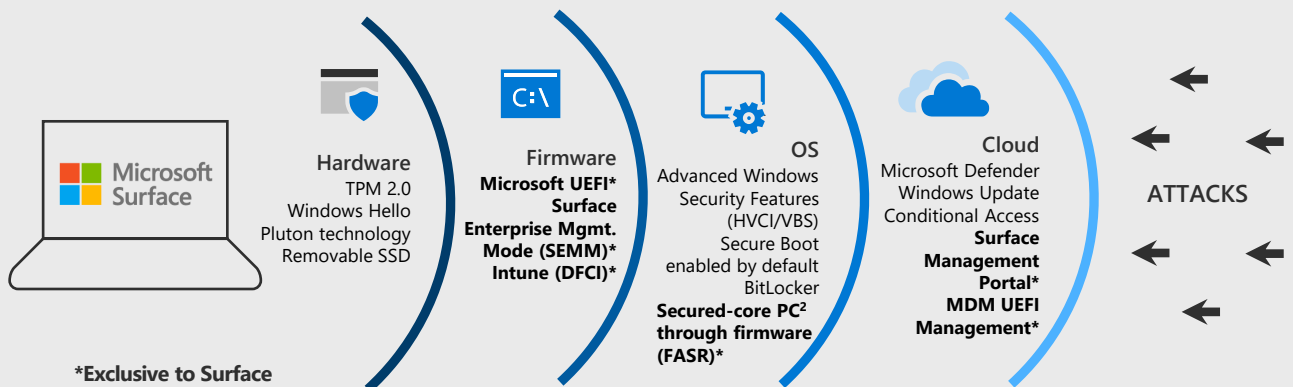 Microsoft
Surface
Hardware
TPM 2.0
Windows Hello
Pluton technology
Removable SSD
C:\
Firmware
Microsoft UEFI*
Surface
Enterprise Mgmt.
Mode (SEMM)*
Intune (DFCI)*
OS
Advanced Windows
Security Features
(HVCI/VBS)
Secure Boot
enabled by default
BitLocker
Secured-core PC²
through firmware
(FASR)*
Cloud
Microsoft Defender
Windows Update
Conditional Access
Surface
Management
Portal*
MDM UEFI
Management*
ATTACKS
*Exclusive to Surface